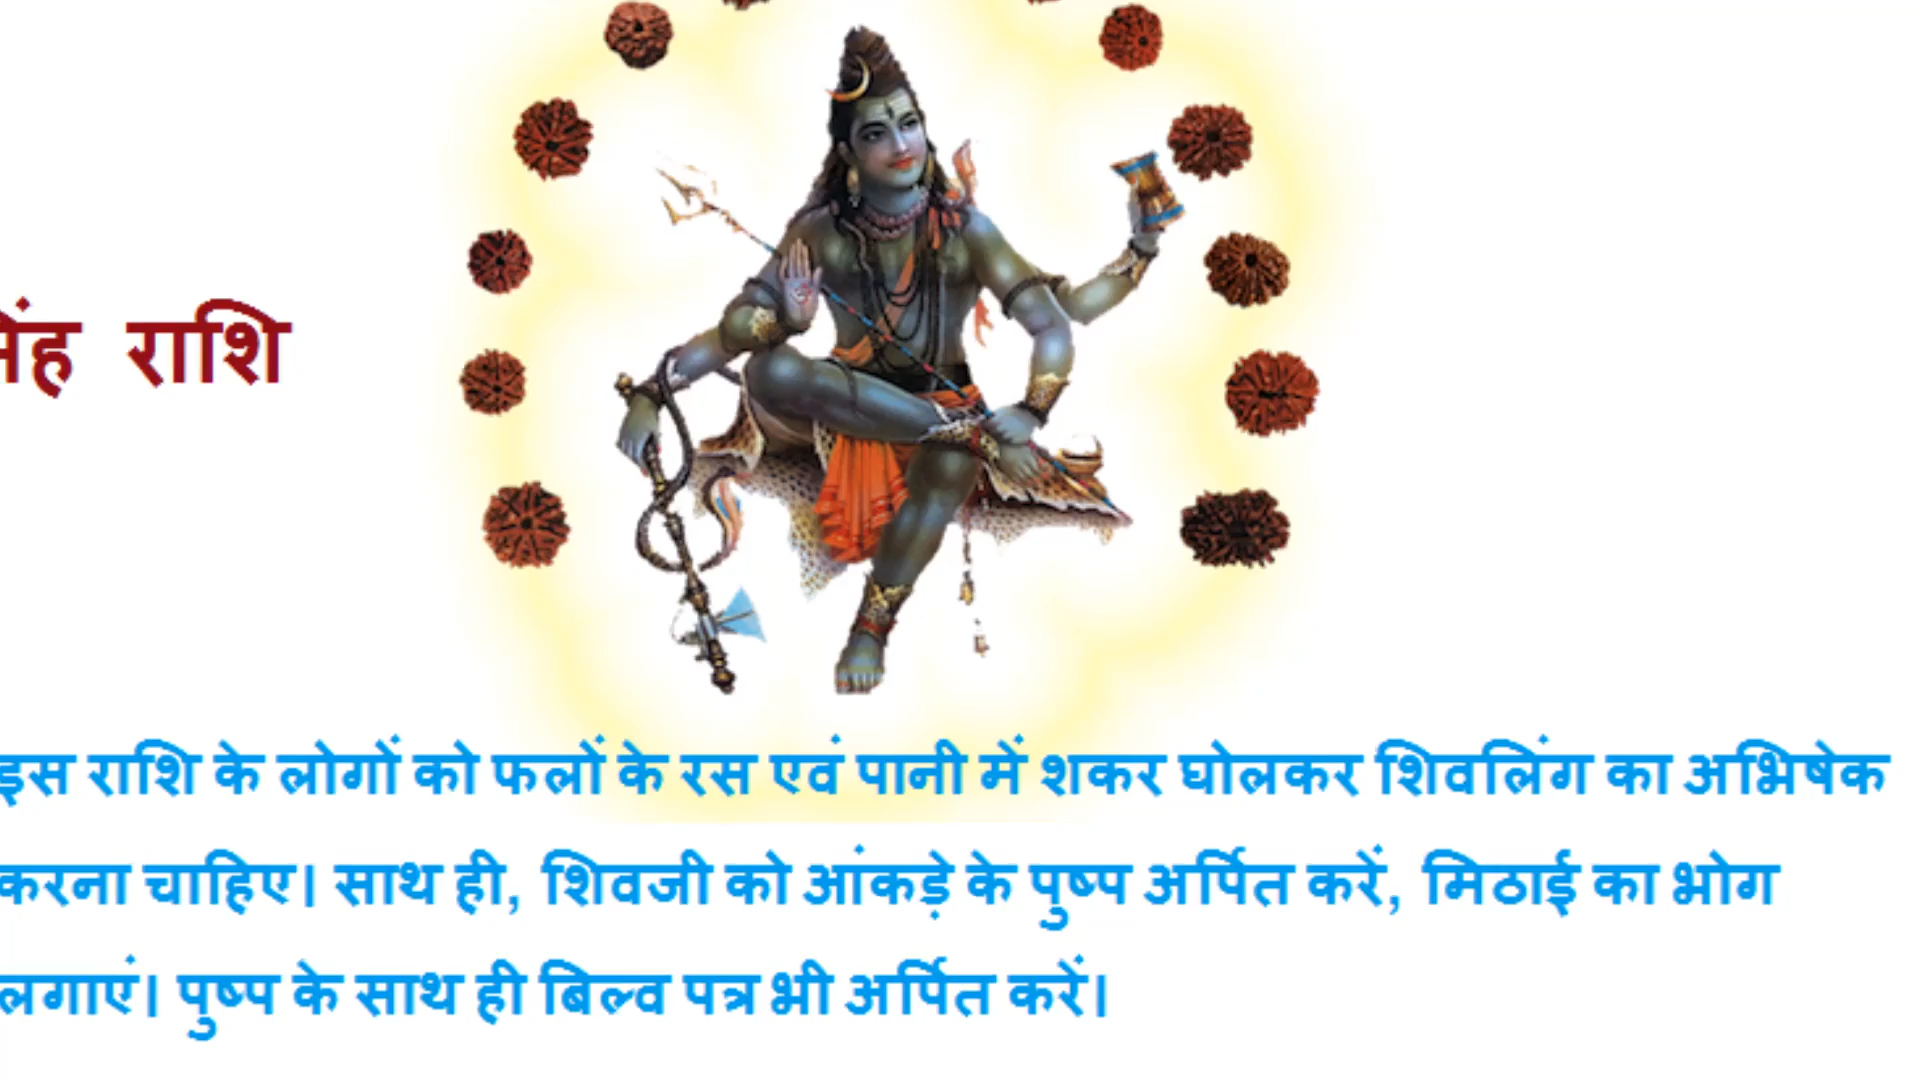 सिंह राशि
इस राशि के लोगों को फलों के रस एवं पानी में शकर घोलकर शिवलिंग का अभिषेक
करना चाहिए। साथ ही, शिवजी को आंकड़े के पुष्प अर्पित करें, मिठाई का भोग
लगाएं। पुष्प के साथ ही बिल्व पत्र भी अर्पित करें।